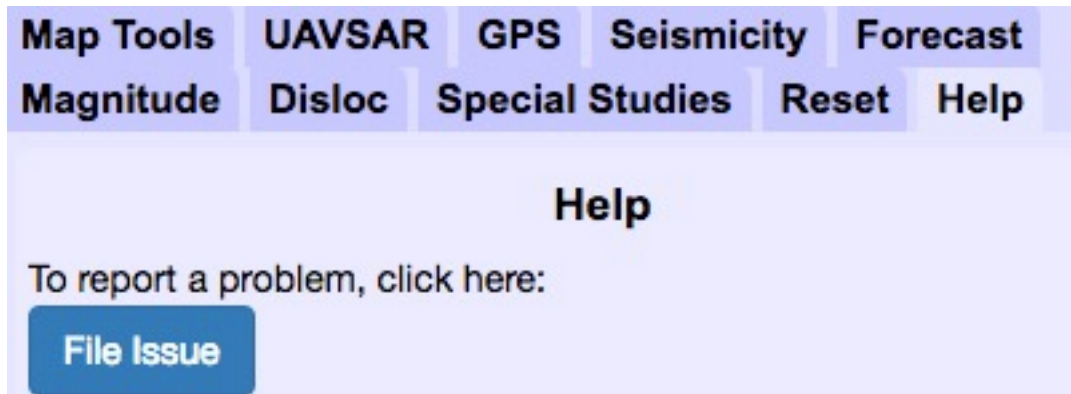 Map Tools UAVSAR GPS Seismicity Forecast
Magnitude Disloc Special Studies Reset Help
Help
To report a problem, click here:
File Issue